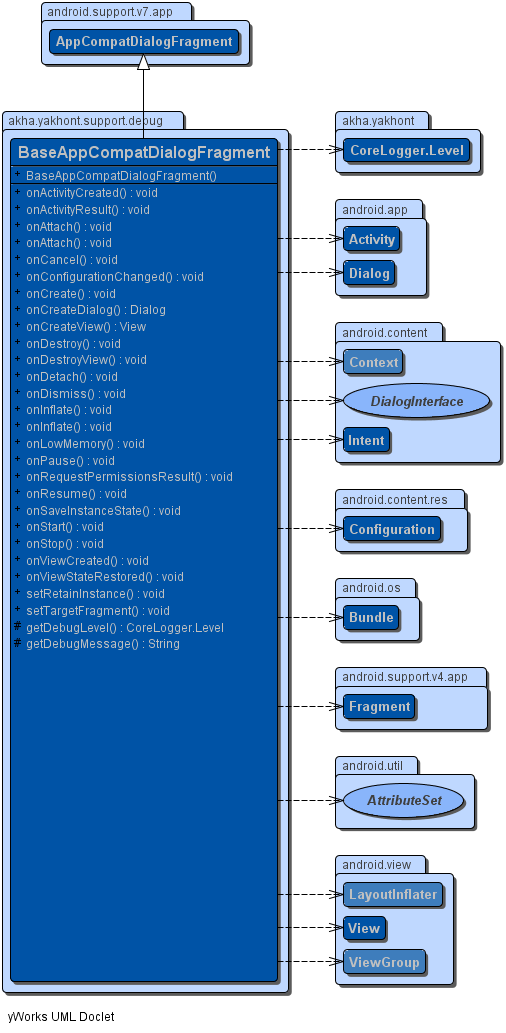 android.support.v7.app
AppCompatDialogFragment
akha.yakhont.support.debug
BaseAppCompatDialogFragment
+ BaseAppCompatDialogFragment()
+ onActivityCreated() : void
+ onActivityResult() : void
+ onAttach() : void
+ onAttach() : void
+ onCancel() : void
+ onConfigurationChanged() : void
+ onCreate() : void
+ onCreateDialog() : Dialog
+ onCreateView() : View
+ onDestroy() : void
+ onDestroyView() : void
+ onDetach() : void
+ onDismiss() : void
+ onInflate() : void
+ onInflate() : void
+ onLowMemory() : void
+ onPause() : void
+ onRequestPermissionsResult() : void
+ onResume() : void
+ onSaveInstanceState() : void
+ onStart() : void
+ onStop() : void
+ onViewCreated() : void
+ onViewStateRestored() : void
+ setRetainInstance() : void
+ setTargetFragment() : void
# getDebugLevel() : CoreLogger.Level
# getDebugMessage() : String
akha.yakhont
CoreLogger.Level
android.app
Activity
Dialog
android.content
Context
DialogInterface
Intent
android.content.res
Configuration
android.os
Bundle
android.support.v4.app
Fragment
android.util
AttributeSet
android.view
LayoutInflater
View
ViewGroup
yWorks UML Doclet